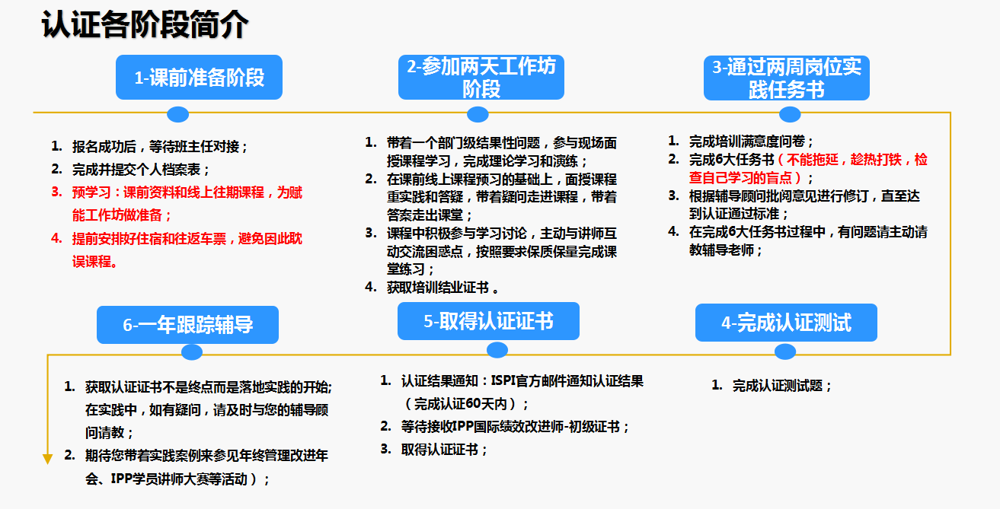 认证各阶段简介
1-课前准备阶段
1. 报名成功后，等待班主任对接；
2. 完成并提交个人档案表；
3. 预学习：课前资料和线上往期课程，为赋
能工作坊做准备；
4. 提前安排好住宿和往返车票，避免因此耽
误课程。
2-参加两天工作坊
阶段
1. 带着一个部门级结果性问题，参与现场面
授课程学习，完成理论学习和演练；
2. 在课前线上课程预习的基础上，面授课程
重实践和答疑，带着疑问走进课程，带着
答案走出课堂；
3. 课程中积极参与学习讨论，主动与讲师互
动交流困惑点，按照要求保质保量完成课
堂练习；
4. 获取培训结业证书 。
3-通过两周岗位实
践任务书
1. 完成培训满意度问卷；
2. 完成6大任务书（不能拖延，趁热打铁，检
查自己学习的盲点）；
3. 根据辅导顾问批阅意见进行修订，直至达
到认证通过标准；
4. 在完成6大任务书过程中，有问题请主动请
教辅导老师；
4-完成认证测试
1. 完成认证测试题；
5-取得认证证书
1. 认证结果通知：ISPI官方邮件通知认证结果
（完成认证60天内）；
2. 等待接收IPP国际绩效改进师-初级证书；
3. 取得认证证书；
6-一年跟踪辅导
1. 获取认证证书不是终点而是落地实践的开始;
在实践中，如有疑问，请及时与您的辅导顾
问请教；
2. 期待您带着实践案例来参见年终管理改进年
会、IPP学员讲师大赛等活动）；